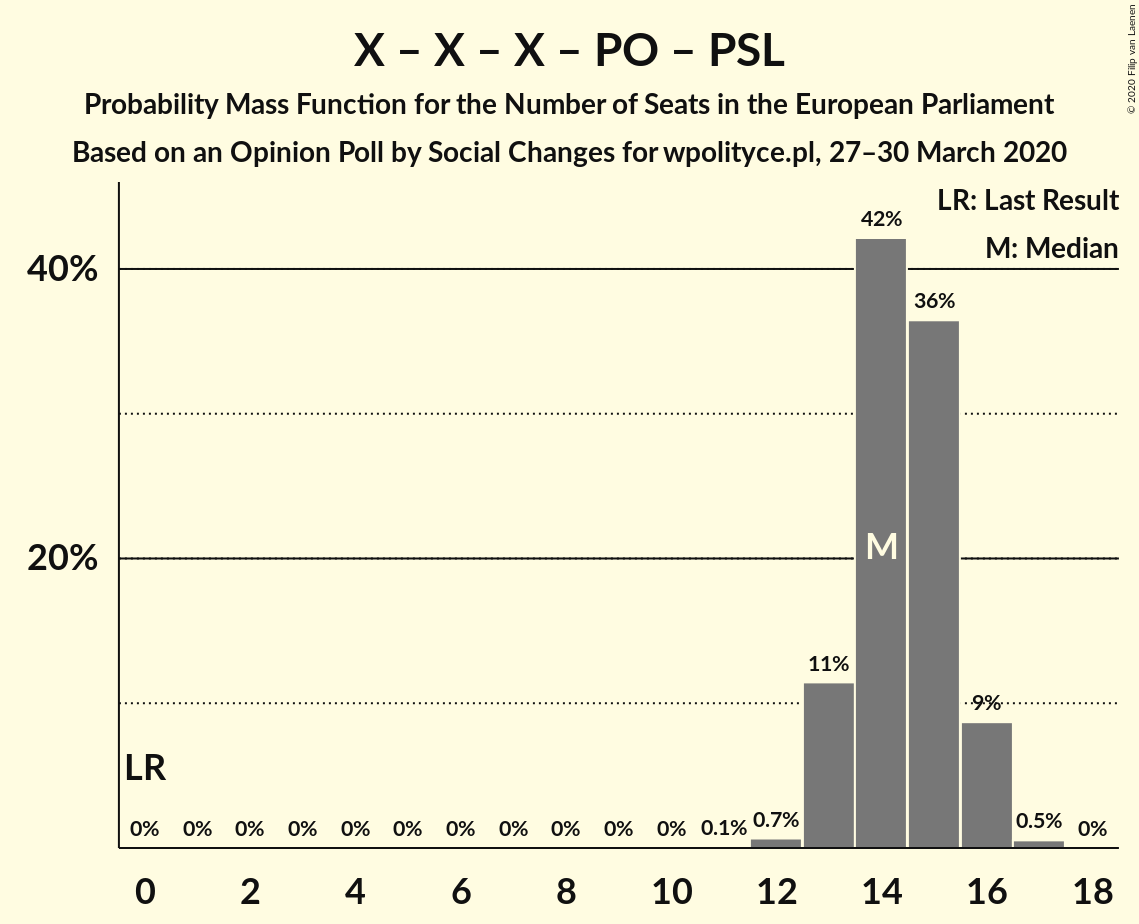 X – X – X – PO – PSL
Probability Mass Function for the Number of Seats in the European Parliament
Based on an Opinion Poll by Social Changes for wpolityce.pl, 27–30 March 2020
© 2020 Filip van Laenen
LR: Last Result
M: Median
42%
40%
36%
20%
M
11%
9%
LR
0% 0% 0% 0% 0% 0% 0% 0% 0% 0% 0% 0.1% 0.7% 0.5% 0%
0 2 4 6 8 10 12 14 16 18